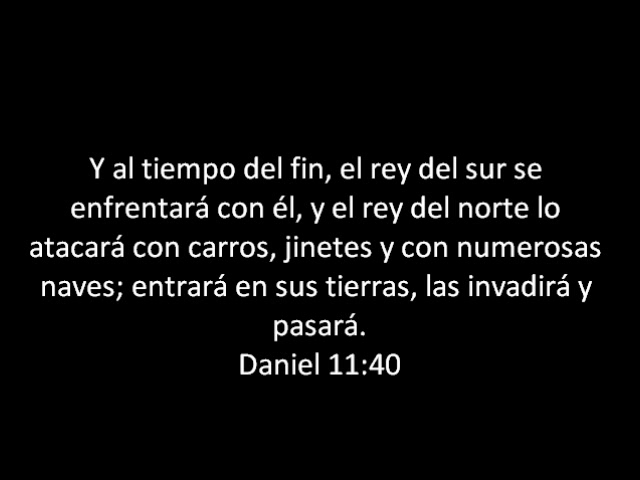 Y al tiempo del fin, el rey del sur se
enfrentará con él, y el rey del norte lo
atacará con carros, jinetes y con numerosas
naves; entrará en sus tierras, las invadirá y
pasará.
Daniel 11:40